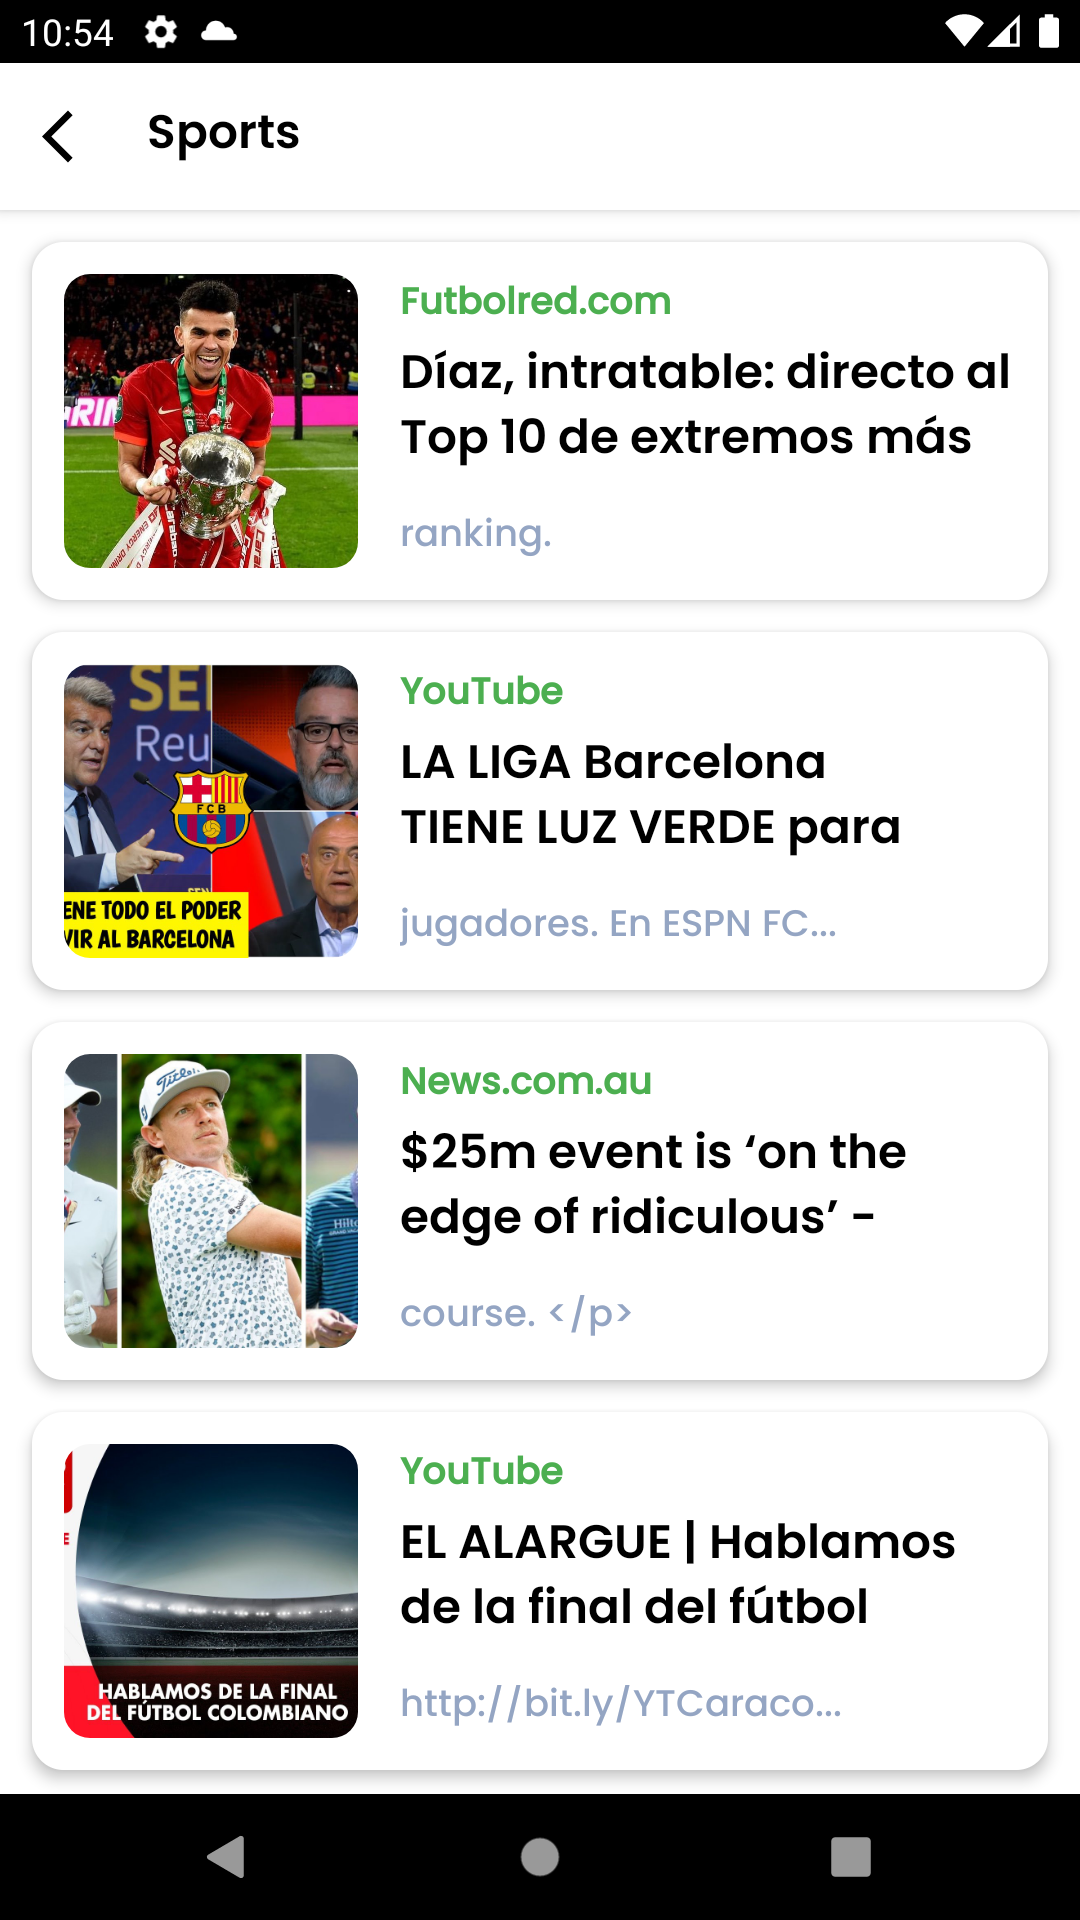 10:54
Sports
Futbolred.com
Díaz, intratable: directo al
Top 10 de extremos más
ranking.
YouTube
LA LIGA Barcelona
TIENE LUZ VERDE para
jugadores. En ESPN FC...
SE
Reu
FCB
ENE TODO EL PODER
VIR AL BARCELONA
News.com.au
$25m event is ‘on the
edge of ridiculous’ -
course. </p>
Titleist
Hilt
YouTube
EL ALARGUE | Hablamos
de la final del fútbol
http://bit.ly/YTCaraco...
HABLAMOS DE LA FINAL
DEL FÚTBOL COLOMBIANO